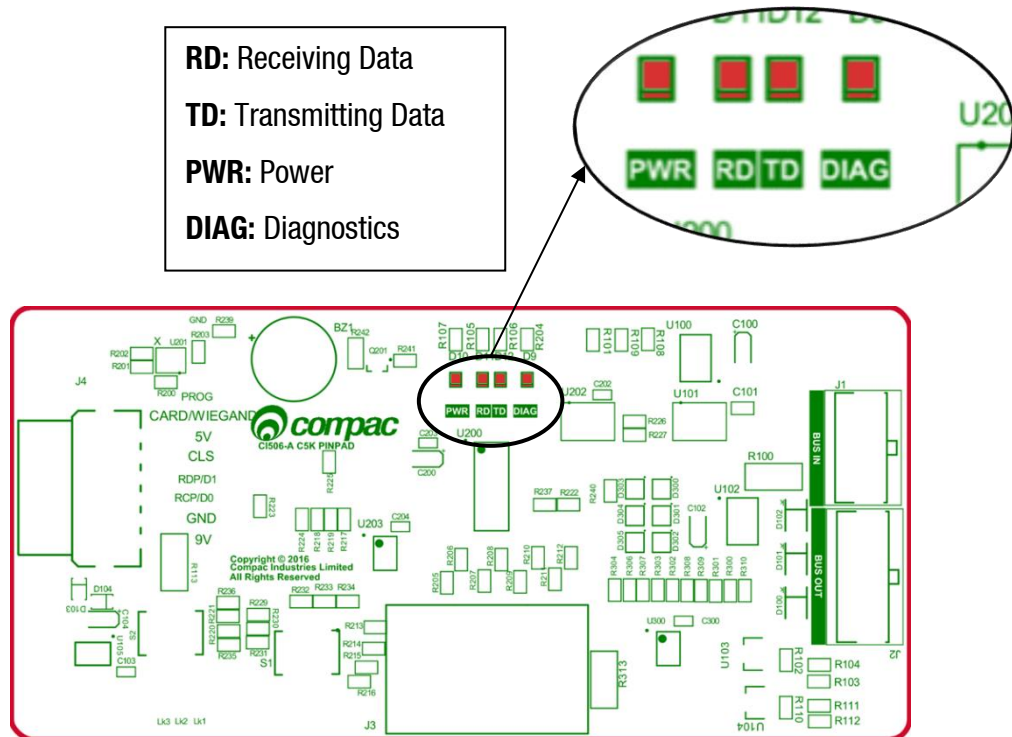 RD: Receiving Data
TD: Transmitting Data
PWR: Power
DIAG: Diagnostics
PWR RD TD DIAG
R107 R105 R106 R204
D10 D9
PWR RD TD DIAG
GND R239
R203
X U201
R202
R201
R200
BZ1
R242
Q201
R241
R101 R109 R108
U100 C100
C202
U202
U101 C101
R226
R227
J4
PROG
CARD/WIEGAND
5V
CLS
RDP/D1
RCP/D0
GND
9V
compac
CI506-A C5K PINPAD
U200
C203
C200
R225
R223
R224 R218 R219 R217
U203
C204
R237 R222
R240
D303 D300
D304 D301
D305 D302
C102
U102
R100
J1
BUS IN
D102
D101
D100
BUS OUT
J2
R113
Copyright © 2016
Compac Industries Limited
All Rights Reserved
R206 R208 R210 R212
R205 R207 R209 R211
R304 R306 R307 R303 R302 R308 R309 R301 R300 R310
D104
D103
C104
U105
C103
S2
R236
R221
R220
R235
R229
R230
R231
R232 R233 R234
S1
R213
R214
R215
R216
J3
R313
U300 C300
U103
R102
R104
R103
U104
R110
R111
R112
Lk3 Lk2 Lk1